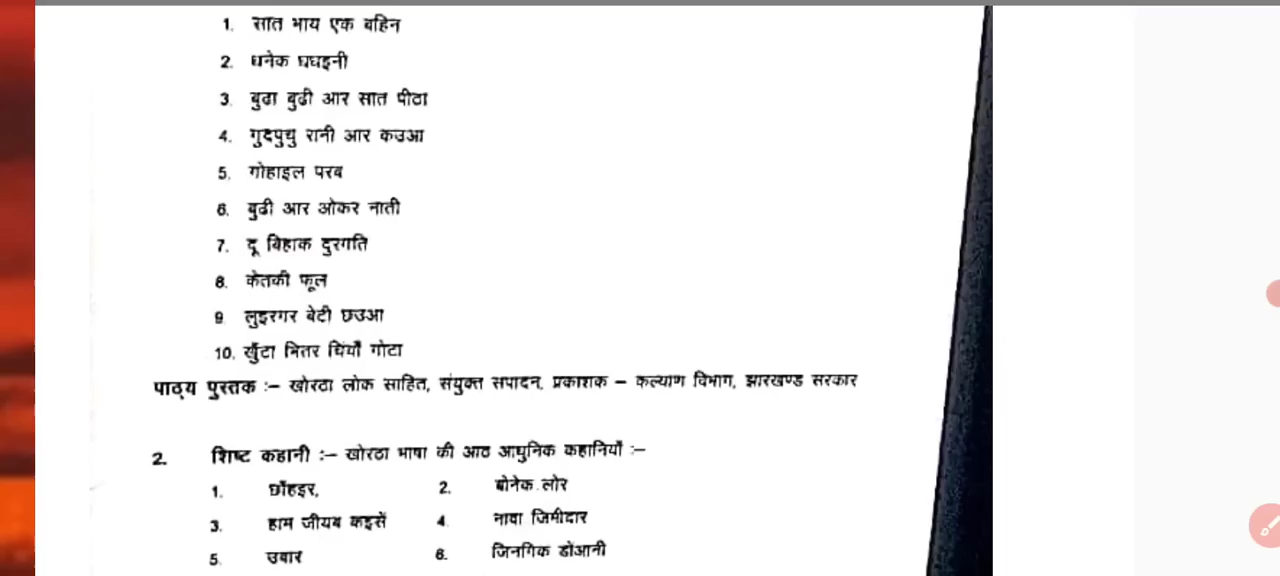 1. सात भाय एक बहिन
2. धनेक घघइनी
3. बुढा बुढी आर सात पीठा
4. गुदपुचु रानी आर कउआ
5. गोहाइल परब
6. बुढी आर ओकर नाती
7. दू बिहाक दुरगति
8. केतकी फूल
9 लुइरगर बेटी छउआ
10. खुँटा भितर चियाँ गोटा
पाठ्य पुस्तक :– खोरठा लोक साहित, संयुक्त सपादन, प्रकाशक – कल्याण विभाग, झारखण्ड सरकार
2. शिष्ट कहानी :– खोरठा भाषा की आठ आधुनिक कहानियाँ :–
1. छाँहइर, 2. बोनेक लोर
3. हाम जीयब कइसें 4. नावा जिमीदार
5. उबार 6. जिनगिक डोंआनी